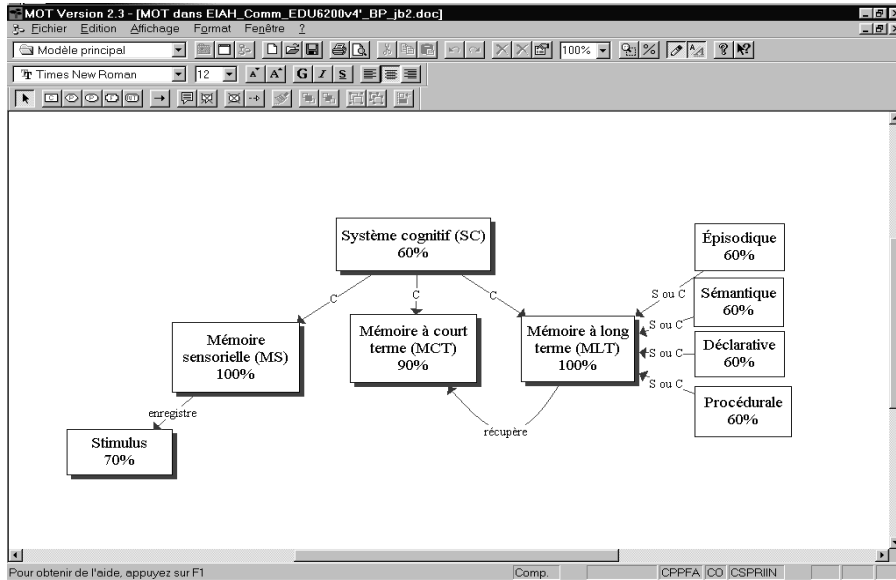 MOT Version 2.3 - [MOT dans EIAH_Comm_EDU6200v4'_BP_jb2.doc]
Fichier Edition Affichage Format Fenêtre ?
Modèle principal 100%
Times New Roman 12 A A G I S
Système cognitif (SC)
60%
C
C
C
Mémoire
sensorielle (MS)
100%
Mémoire à court
terme (MCT)
90%
Mémoire à long
terme (MLT)
100%
Épisodique
60%
S ou C
Sémantique
60%
S ou C
Déclarative
60%
S ou C
Procédurale
60%
S ou C
enregistre
récupère
Stimulus
70%
Pour obtenir de l'aide, appuyez sur F1 Comp. CPPFA CO CSPRIIN